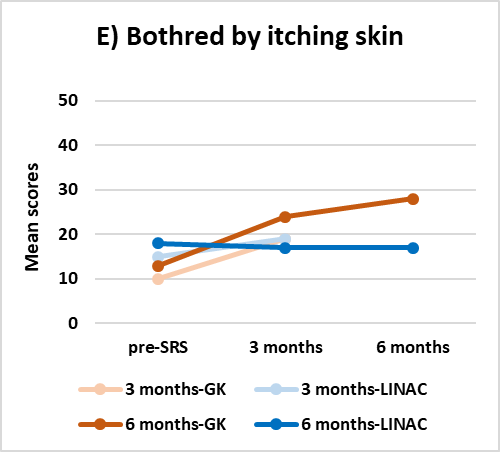 E) Bothred by itching skin
Mean scores
50
40
30
20
10
0
pre-SRS 3 months 6 months
3 months-GK 3 months-LINAC
6 months-GK 6 months-LINAC